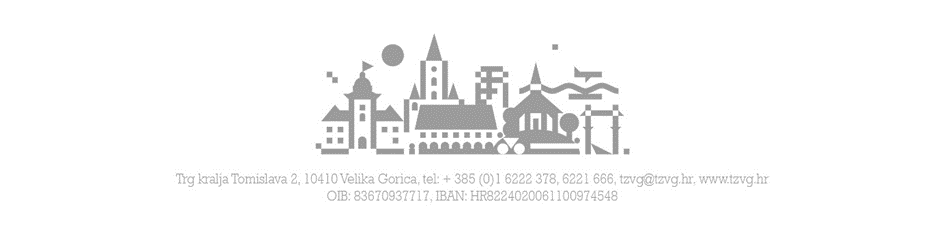 Trg kralja Tomislava 2, 10410 Velika Gorica, tel: + 385 (0)1 6222 378, 6221 666, tzvg@tzvg.hr, www.tzvg.hr
OIB: 83670937717, IBAN: HR8224020061100974548